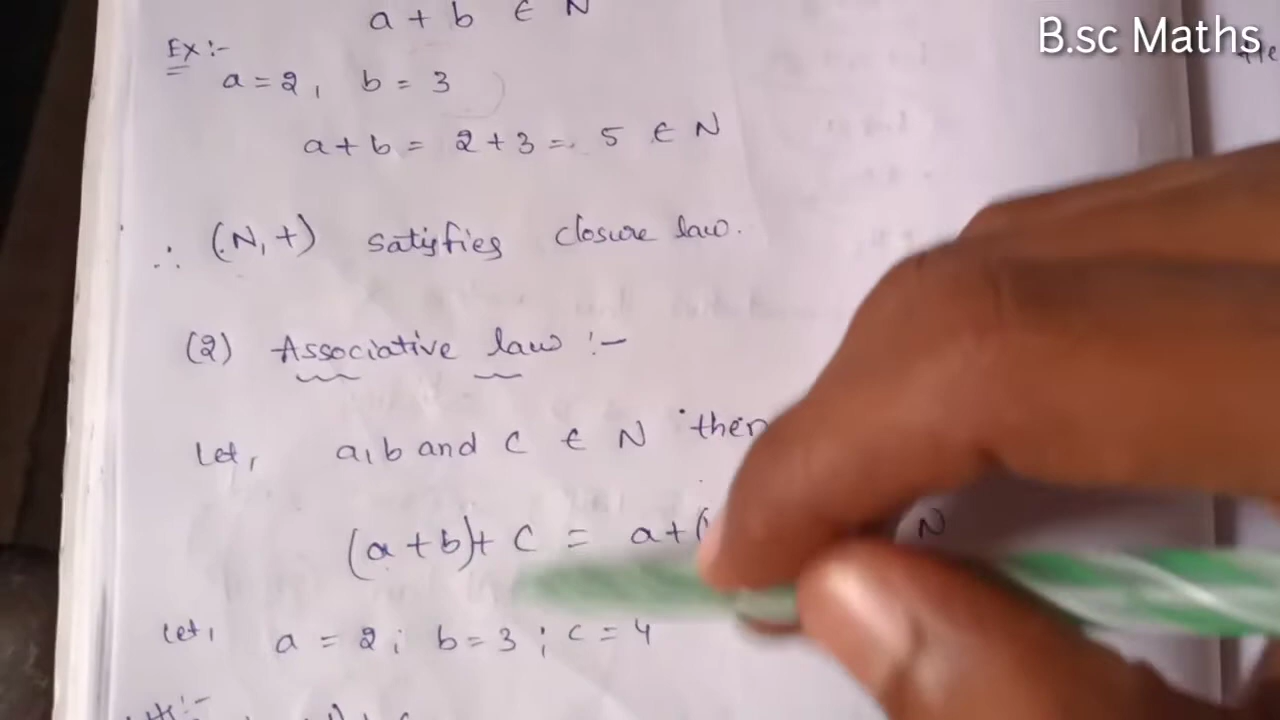 a + b ∈ N
B.sc Maths
Ex :-
a = 2, b = 3
a + b = 2 + 3 = 5 ∈ N
∴ (N, +) satisfies closure law.
(2) Associative law :-
Let, a, b and c ∈ N then
(a + b) + c = a + ( N
Let, a = 2 ; b = 3 ; c = 4